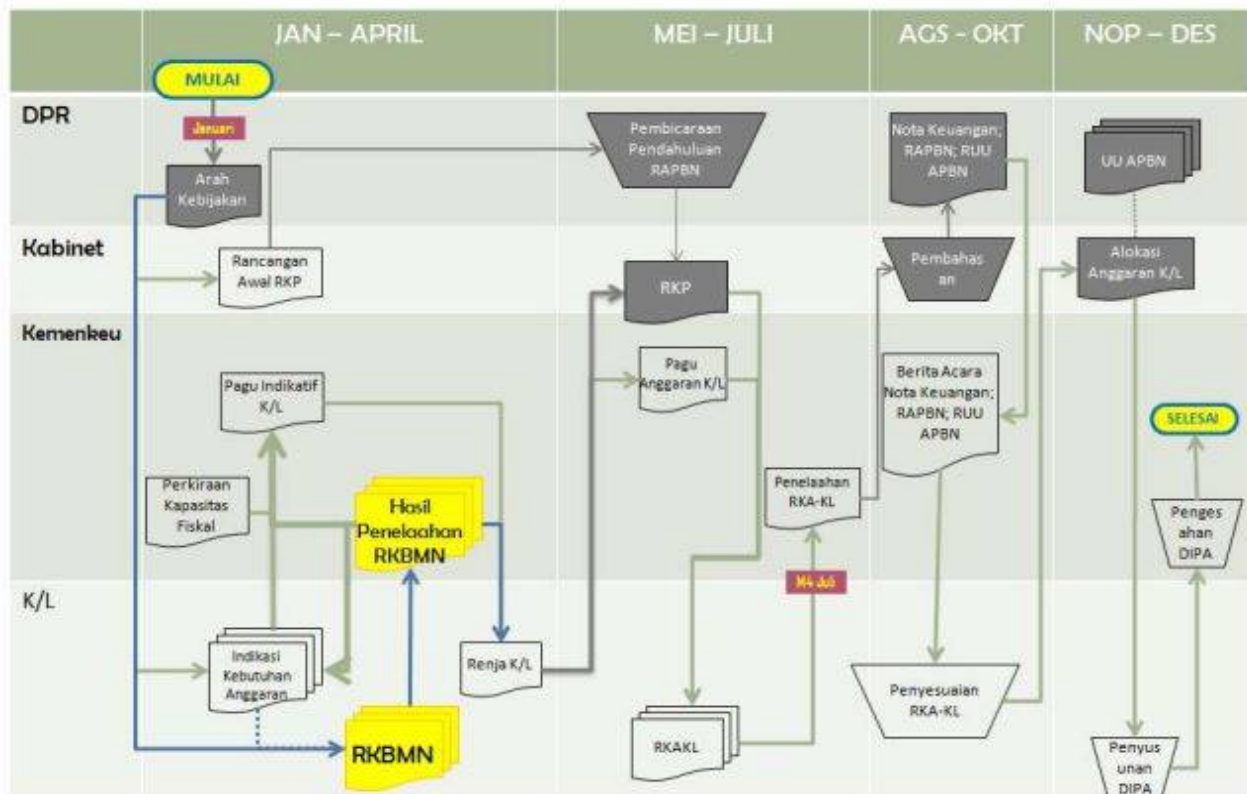 JAN – APRIL
MEI – JULI
AGS - OKT
NOP – DES
MULAI
DPR
Januari
Arah
Kebijakan
Pembicaraan
Pendahuluan
RAPBN
Nota Keuangan;
RAPBN; RUU
APBN
UU APBN
Kabinet
Rancangan
Awal RKP
RKP
Pembahas
an
Alokasi
Anggaran K/L
Kemenkeu
Pagu Indikatif
K/L
Pagu
Anggaran K/L
Berita Acara
Nota Keuangan;
RAPBN; RUU
APBN
SELESAI
Perkiraan
Kapasitas
Fiskal
Hasil
Penelaahan
RKBMN
Penelaahan
RKA-KL
Penges
ahan
DIPA
M4 Juli
K/L
Indikasi
Kebutuhan
Anggaran
Renja K/L
Penyesuaian
RKA-KL
RKBMN
RKAKL
Penyus
unan
DIPA